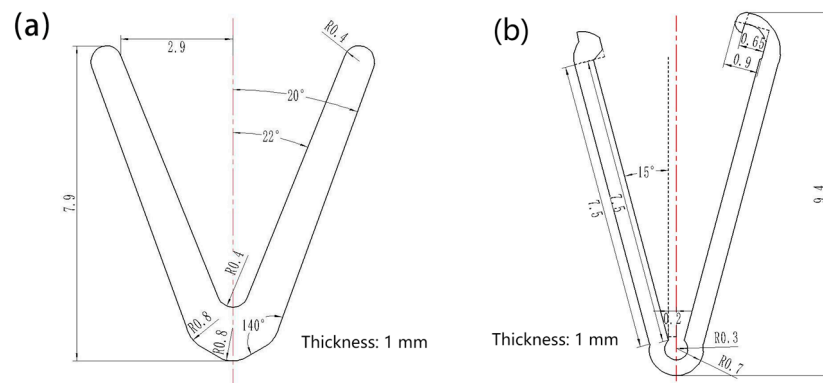 (a)
2.9
R0.4
20°
22°
7.9
R0.4
R0.8
R0.8
140°
Thickness: 1 mm
(b)
0.65
0.9
15°
7.5
7.5
9.4
0.2
R0.3
R0.7
Thickness: 1 mm